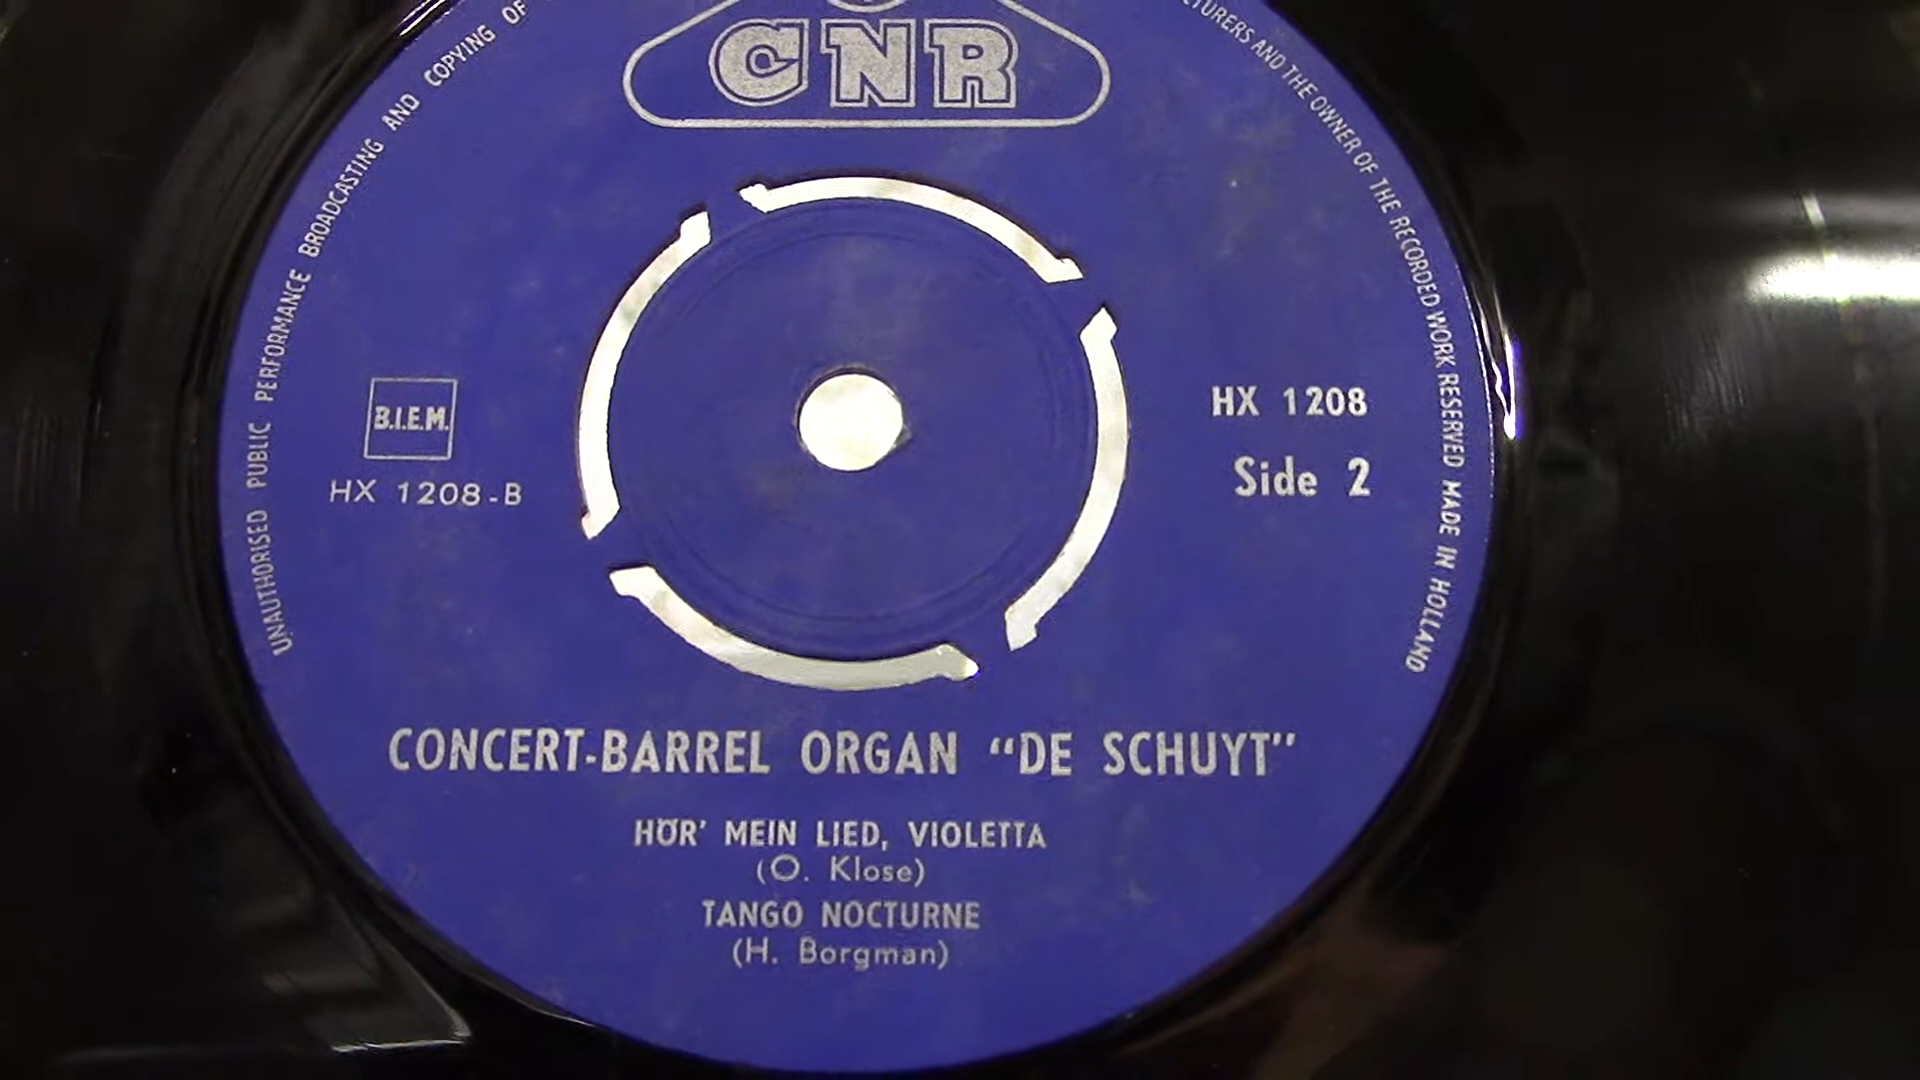 CNR
UNAUTHORISED PUBLIC PERFORMANCE BROADCASTING AND COPYING OF
AND THE OWNER OF THE RECORDED WORK RESERVED MADE IN HOLLAND
B.I.E.M.
HX 1208-B
HX 1208
Side 2
CONCERT-BARREL ORGAN “DE SCHUYT”
HÖR' MEIN LIED, VIOLETTA
(O. Klose)
TANGO NOCTURNE
(H. Borgman)